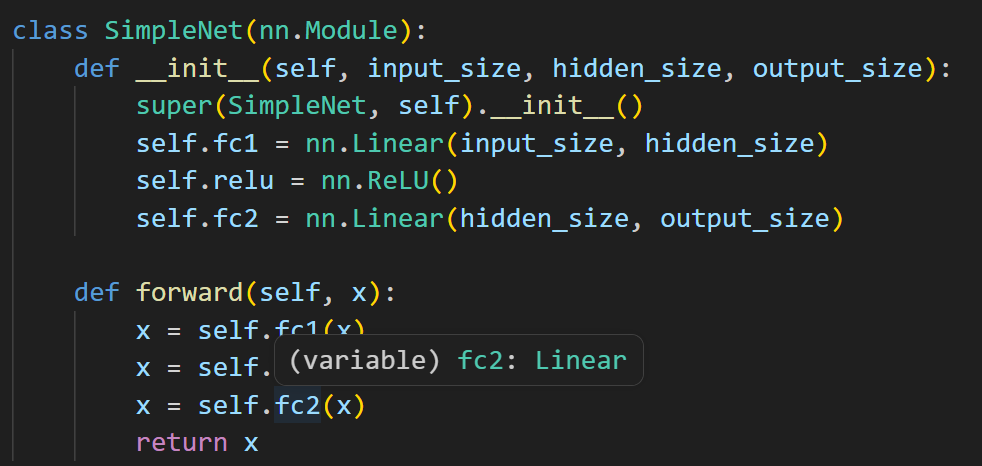 class SimpleNet(nn.Module):
    def __init__(self, input_size, hidden_size, output_size):
        super(SimpleNet, self).__init__()
        self.fc1 = nn.Linear(input_size, hidden_size)
        self.relu = nn.ReLU()
        self.fc2 = nn.Linear(hidden_size, output_size)

    def forward(self, x):
        x = self.fc1(x)
(variable) fc2: Linear
        x = self.
        x = self.fc2(x)
        return x